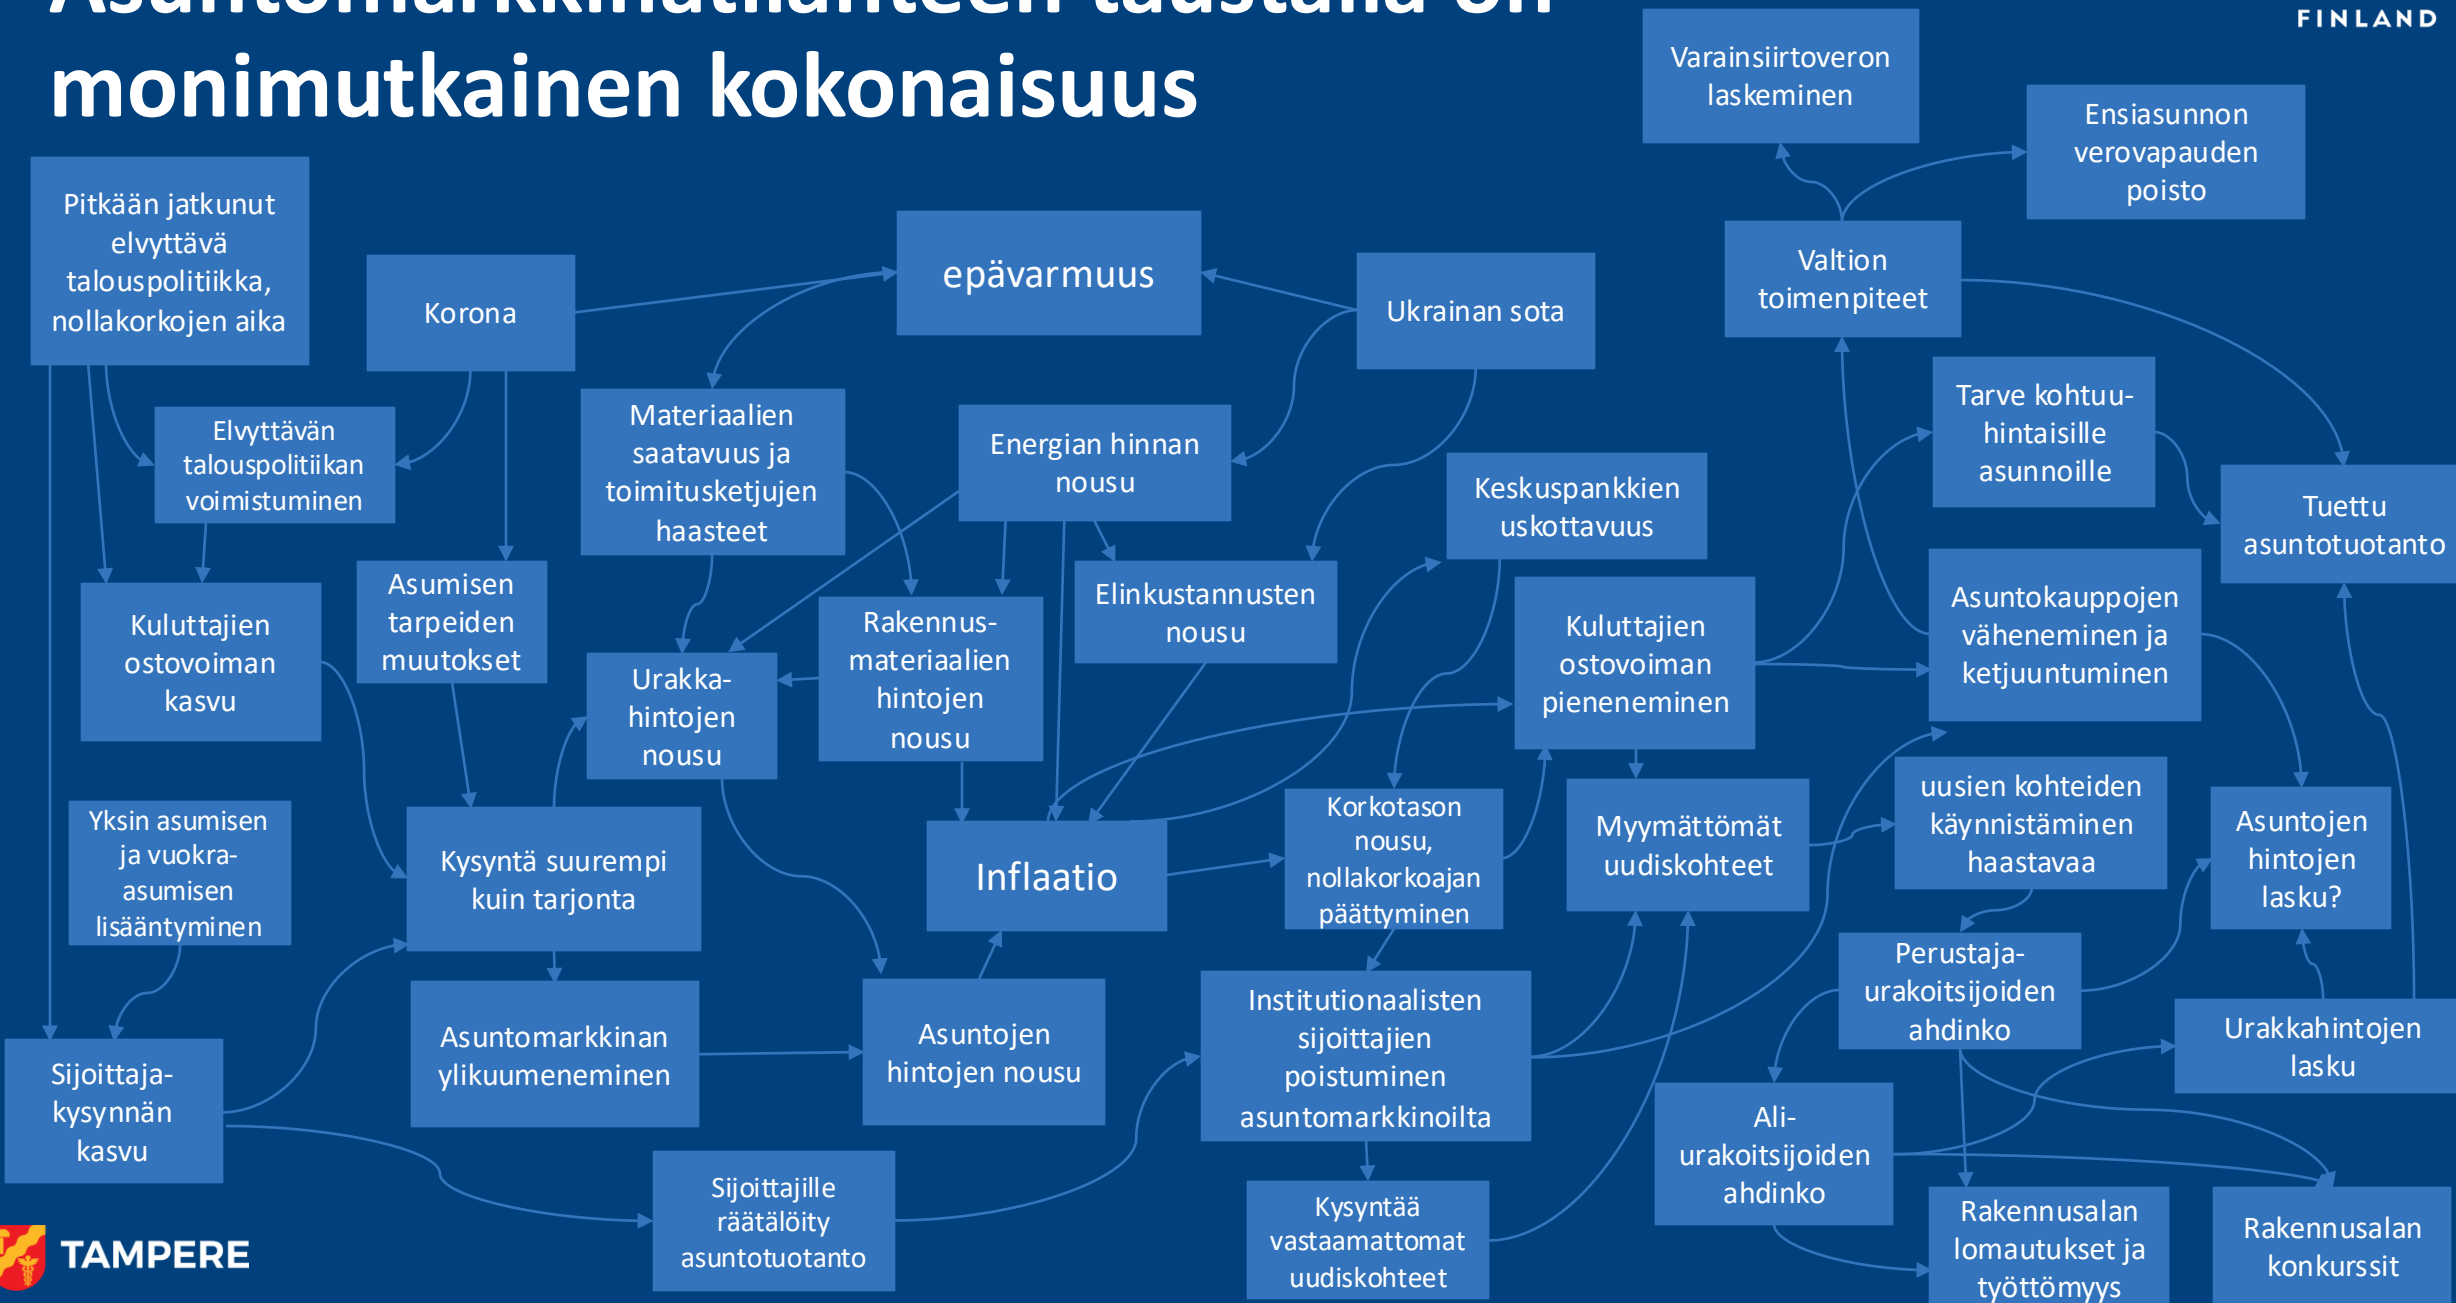 Asuntomarkkinatilanteen taustalla on
monimutkainen kokonaisuus
FINLAND
Varainsiirtoveron
laskeminen
Ensiasunnon
verovapauden
poisto
Pitkään jatkunut
elvyttävä
talouspolitiikka,
nollakorkojen aika
Korona
epävarmuus
Ukrainan sota
Valtion
toimenpiteet
Elvyttävän
talouspolitiikan
voimistuminen
Materiaalien
saatavuus ja
toimitusketjujen
haasteet
Energian hinnan
nousu
Keskuspankkien
uskottavuus
Tarve kohtuu-
hintaisille
asunnoille
Tuettu
asuntotuotanto
Kuluttajien
ostovoiman
kasvu
Asumisen
tarpeiden
muutokset
Urakka-
hintojen
nousu
Rakennus-
materiaalien
hintojen
nousu
Elinkustannusten
nousu
Kuluttajien
ostovoiman
pieneneminen
Asuntokauppojen
väheneminen ja
ketjuuntuminen
Yksin asumisen
ja vuokra-
asumisen
lisääntyminen
Kysyntä suurempi
kuin tarjonta
Inflaatio
Korkotason
nousu,
nollakorkoajan
päättyminen
Myymättömät
uudiskohteet
uusien kohteiden
käynnistäminen
haastavaa
Asuntojen
hintojen
lasku?
Sijoittaja-
kysynnän
kasvu
Asuntomarkkinan
ylikuumeneminen
Asuntojen
hintojen nousu
Institutionaalisten
sijoittajien
poistuminen
asuntomarkkinoilta
Perustaja-
urakoitsijoiden
ahdinko
Urakkahintojen
lasku
Sijoittajille
räätälöity
asuntotuotanto
Kysyntää
vastaamattomat
uudiskohteet
Ali-
urakoitsijoiden
ahdinko
Rakennusalan
lomautukset ja
työttömyys
Rakennusalan
konkurssit
TAMPERE